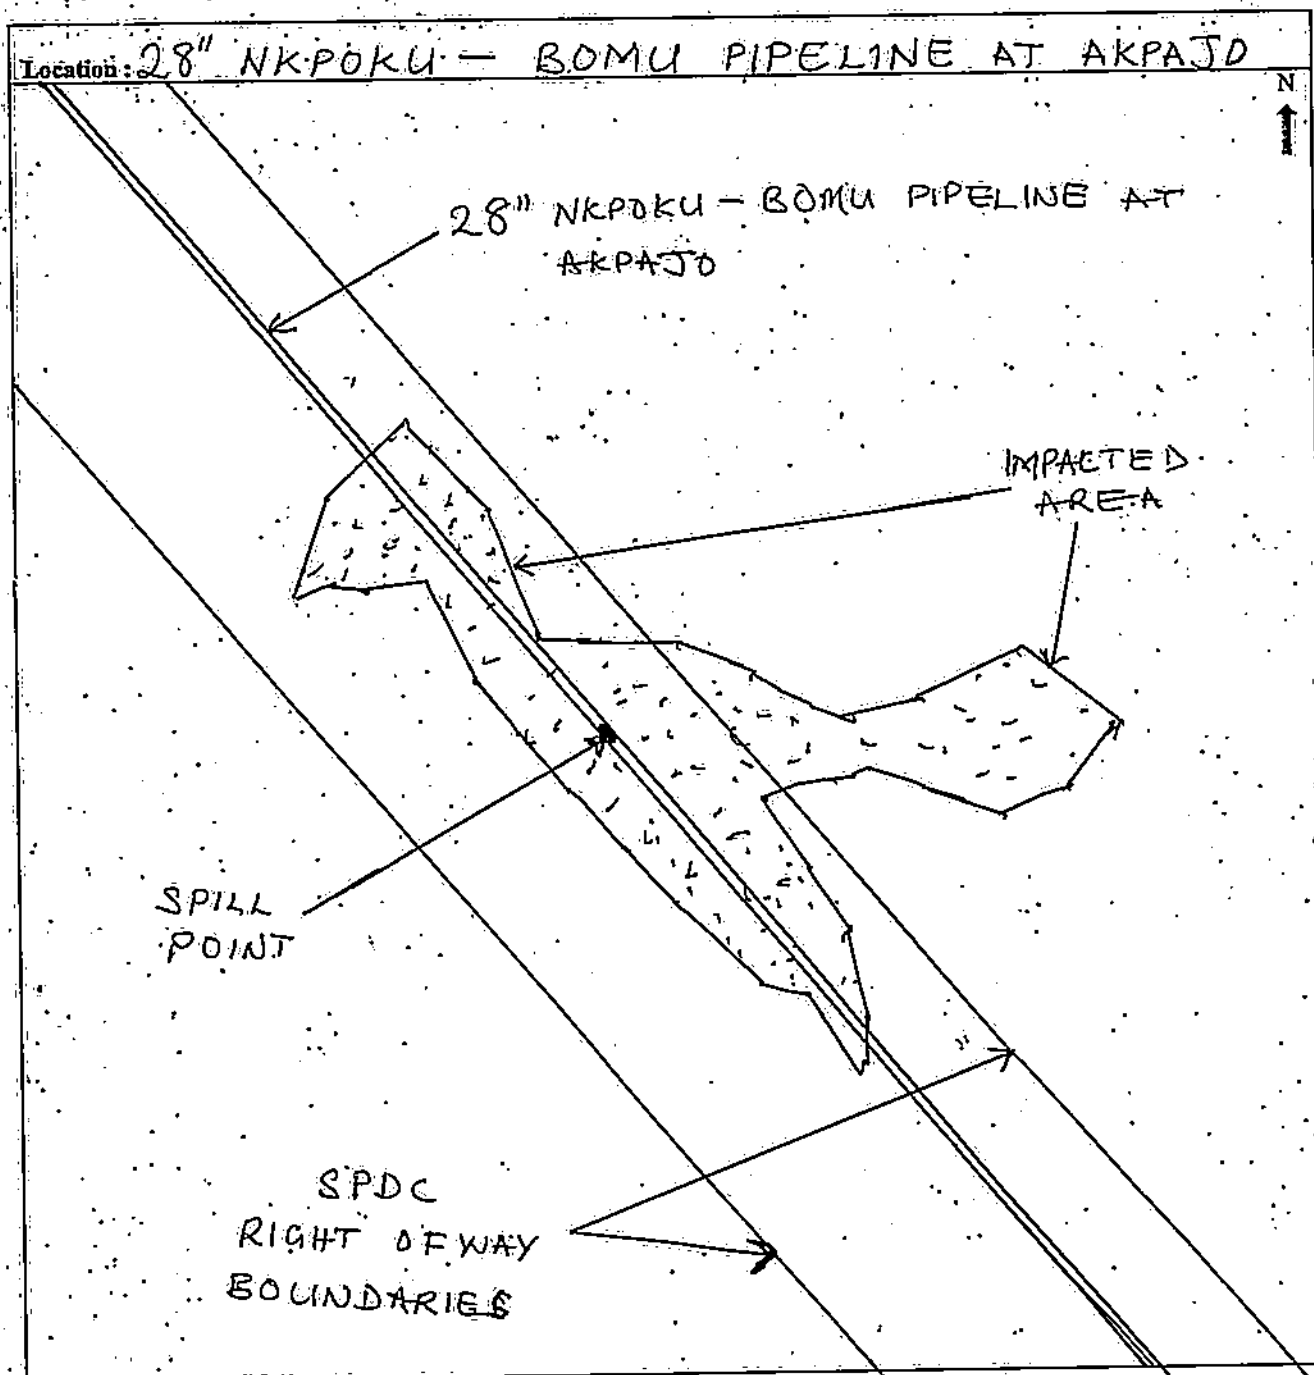 Location: 28" NKPOKU - BOMU PIPELINE AT AKPAJO
N
28" NKPOKU - BOMU PIPELINE AT
AKPAJO
IMPACTED
AREA
SPILL
POINT
SPDC
RIGHT OF WAY
BOUNDARIES